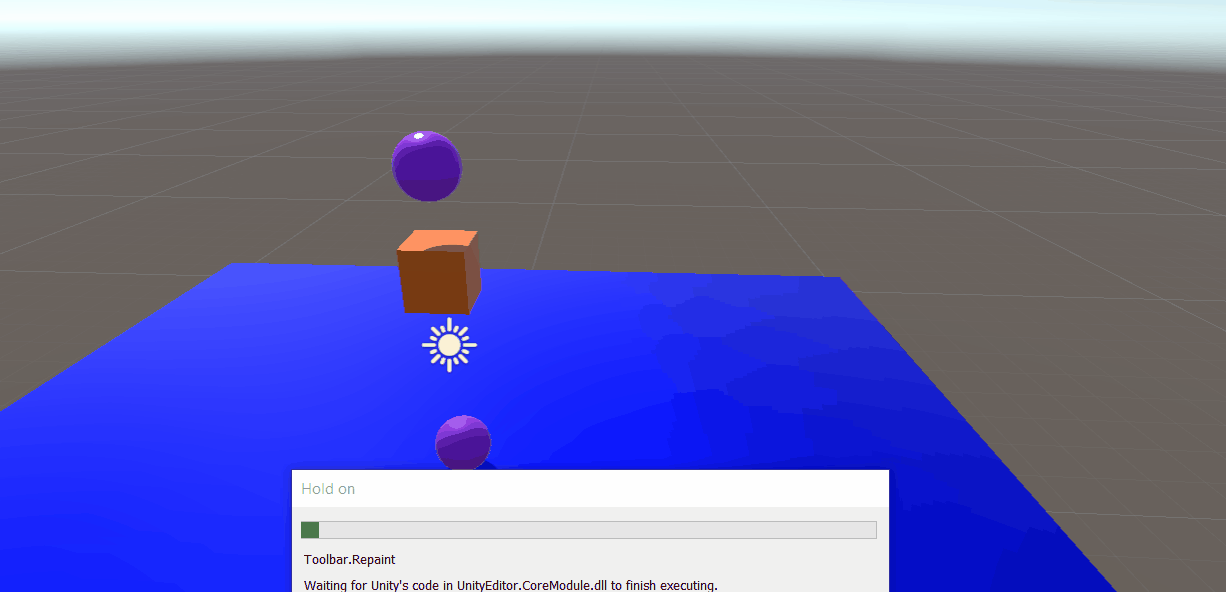 Hold on
Toolbar.Repaint
Waiting for Unity's code in UnityEditor.CoreModule.dll to finish executing.